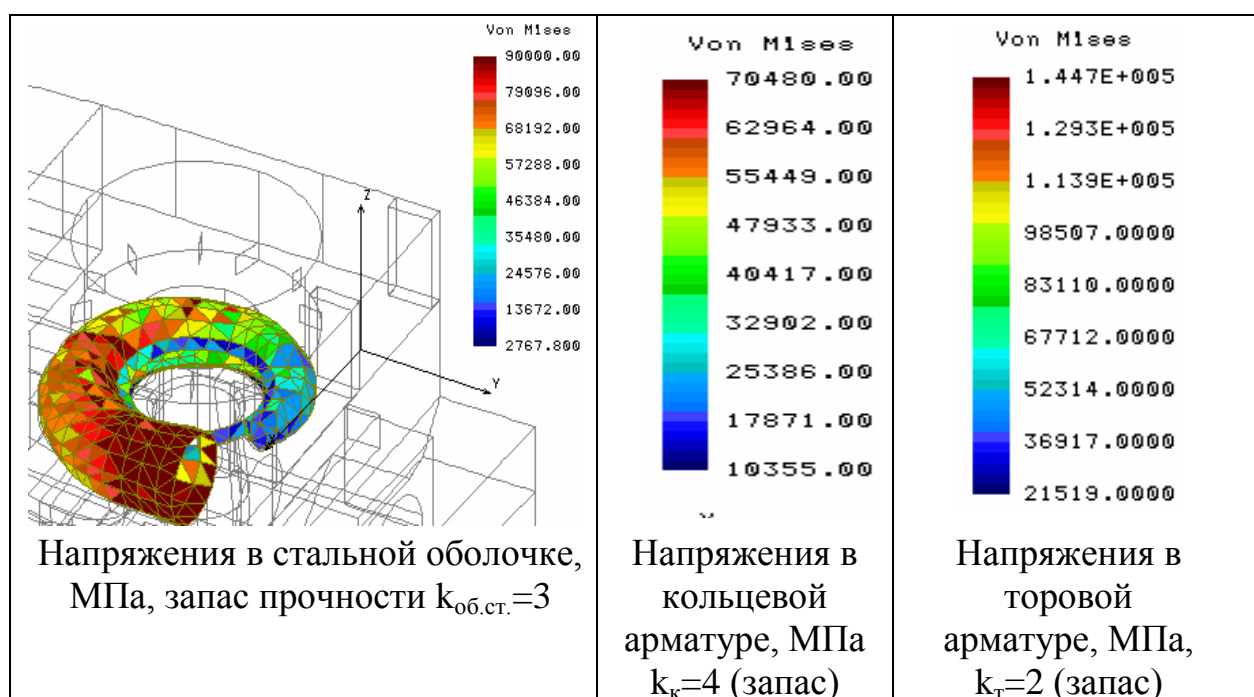 Von Mises
90000.00
79096.00
68192.00
57288.00
46384.00
35480.00
24576.00
13672.00
2767.800
Z
Y
X
Напряжения в стальной оболочке,
МПа, запас прочности kоб.ст.=3
Von Mises
70480.00
62964.00
55449.00
47933.00
40417.00
32902.00
25386.00
17871.00
10355.00
Напряжения в
кольцевой
арматуре, МПа
kк=4 (запас)
Von Mises
1.447E+005
1.293E+005
1.139E+005
98507.0000
83110.0000
67712.0000
52314.0000
36917.0000
21519.0000
Напряжения в
торовой
арматуре, МПа,
kт=2 (запас)